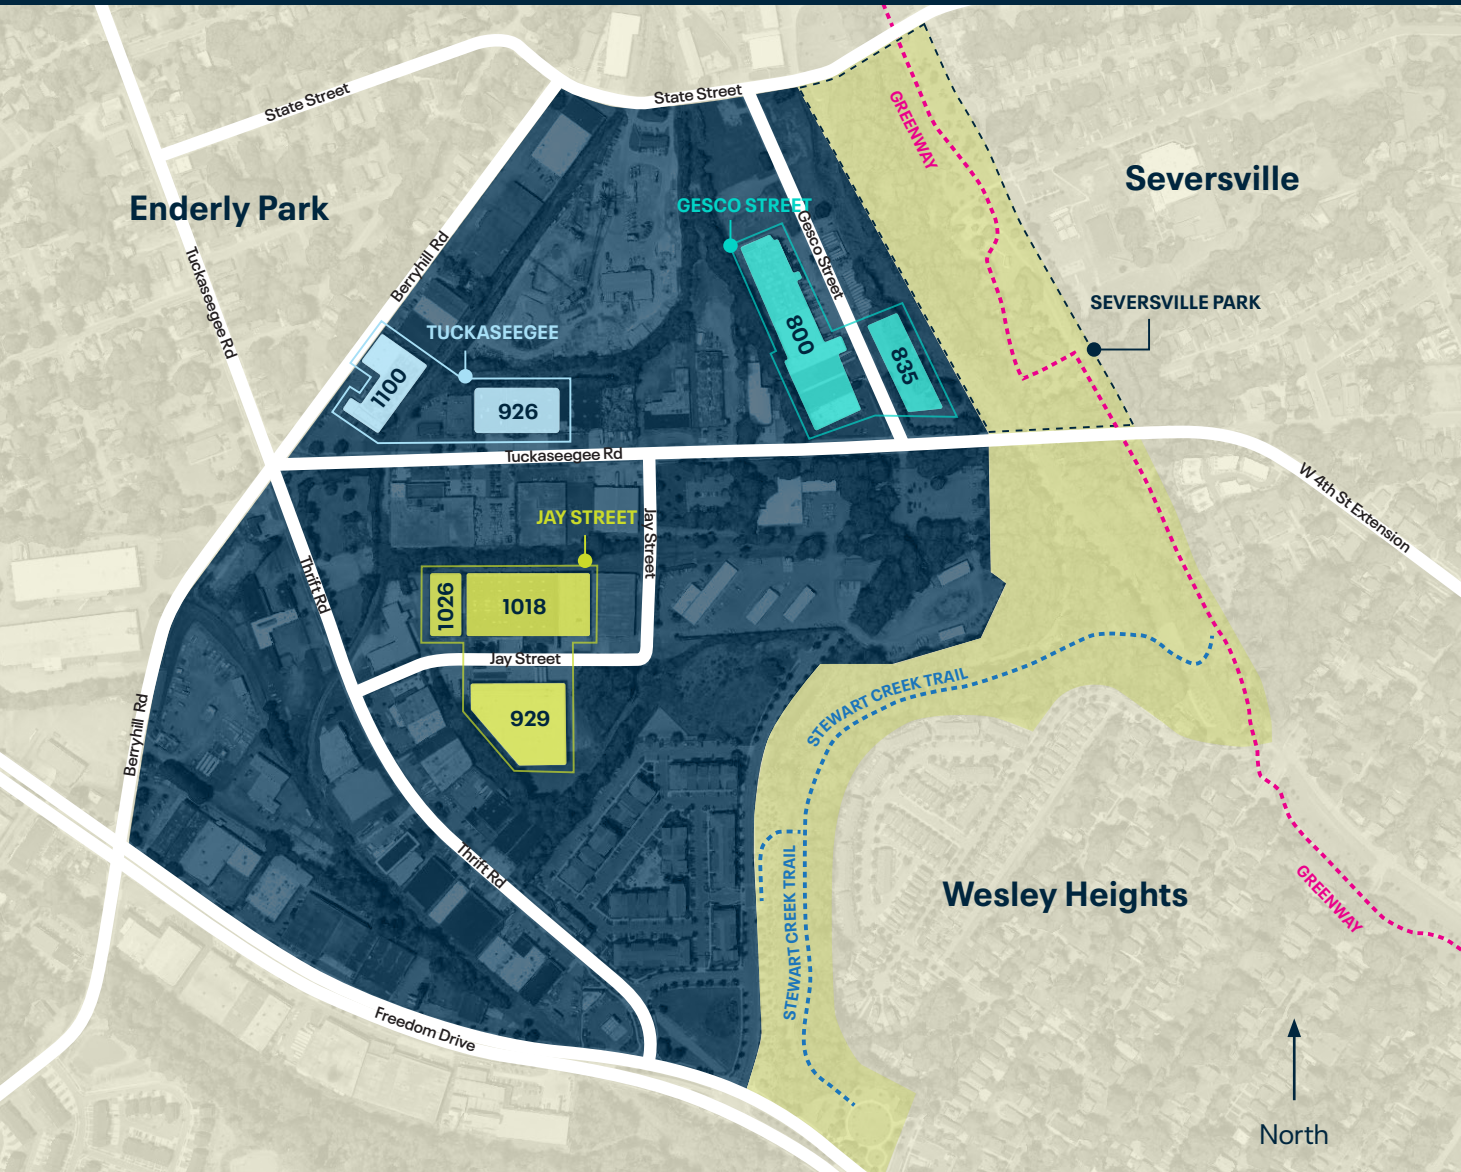 State Street
State Street
GREENWAY
Seversville
Enderly Park
GESCO STREET
Gesco Street
Berryhill Rd
Tuckaseegee Rd
SEVERSVILLE PARK
TUCKASEEGEE
800
835
1100
926
Tuckaseegee Rd
W 4th St Extension
JAY STREET
Jay Street
Thrift Rd
1026
1018
Jay Street
STEWART CREEK TRAIL
929
Berryhill Rd
Thrift Rd
STEWART CREEK TRAIL
Wesley Heights
GREENWAY
Freedom Drive
North